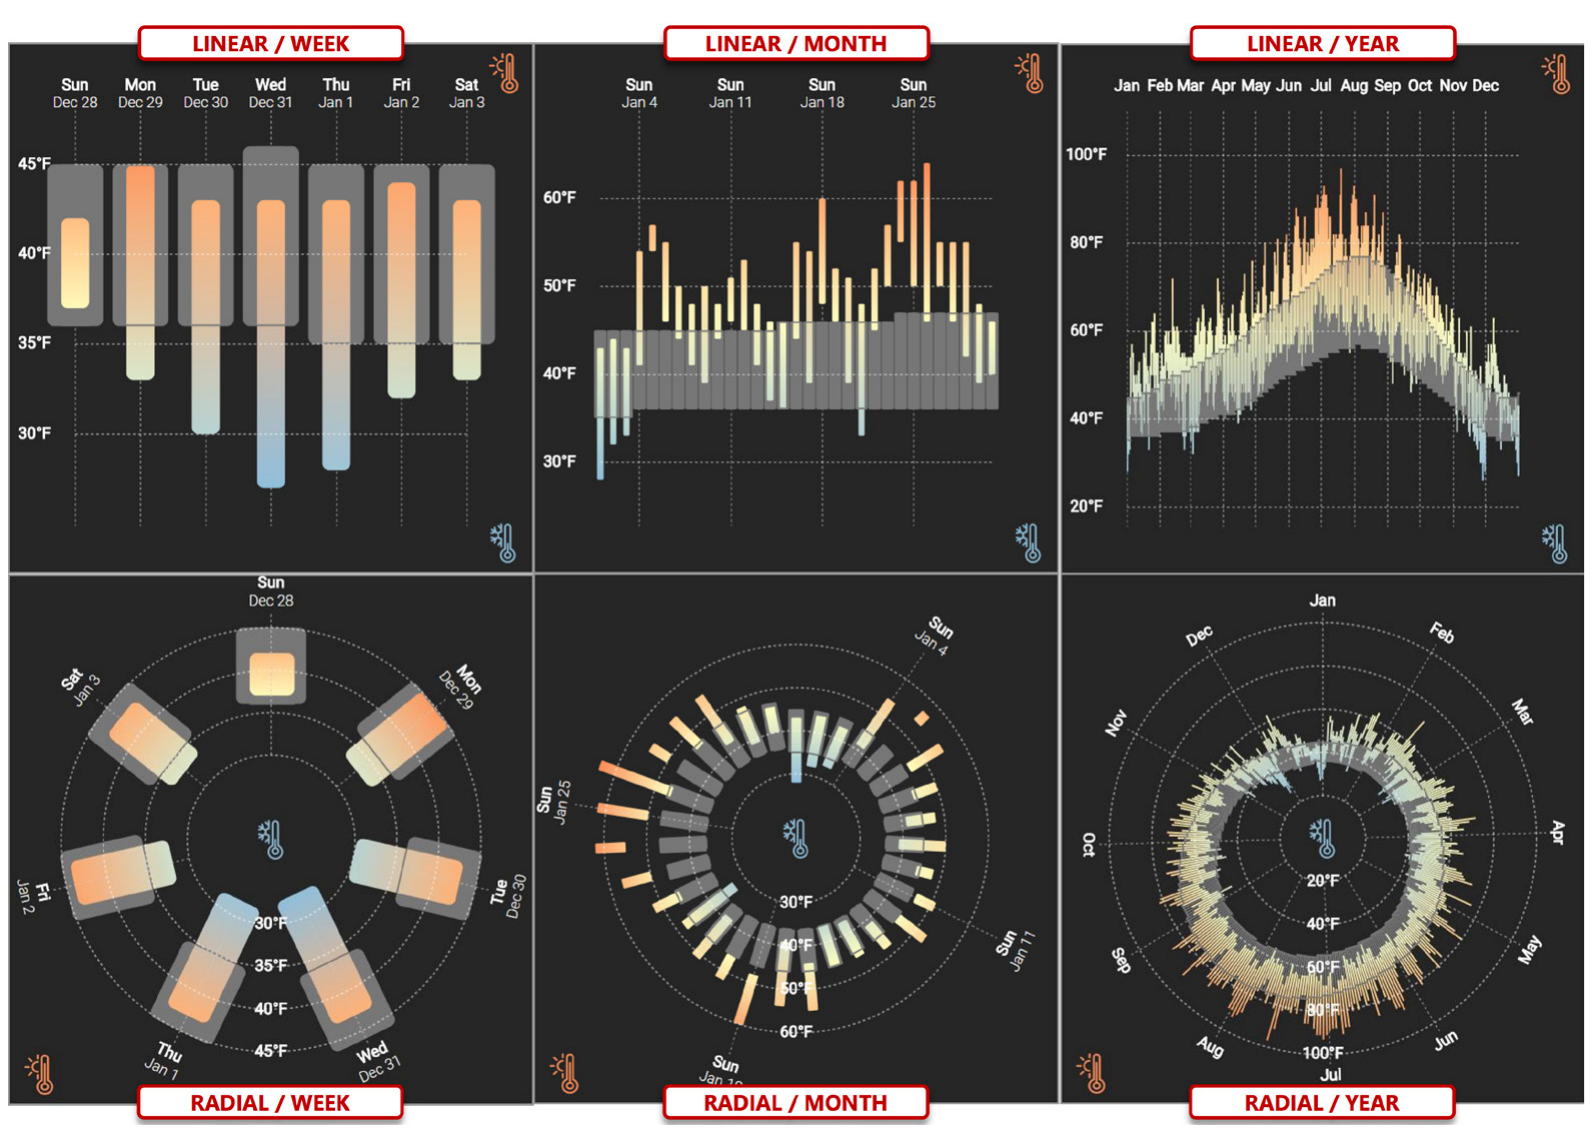 LINEAR / WEEK
LINEAR / MONTH
LINEAR / YEAR
Sun Mon Tue Wed Thu Fri Sat
Dec 28 Dec 29 Dec 30 Dec 31 Jan 1 Jan 2 Jan 3
45°F
40°F
35°F
30°F
Sun Sun Sun Sun
Jan 4 Jan 11 Jan 18 Jan 25
60°F
50°F
40°F
30°F
Jan Feb Mar Apr May Jun Jul Aug Sep Oct Nov Dec
100°F
80°F
60°F
40°F
20°F
Sun
Dec 28
Mon
Dec 29
Tue
Dec 30
Wed
Dec 31
Thu
Jan 1
Fri
Jan 2
Sat
Jan 3
30°F
35°F
40°F
45°F
Sun
Jan 4
Sun
Jan 11
Sun
Jan
Sun
Jan 25
30°F
40°F
50°F
60°F
Jan
Feb
Mar
Apr
May
Jun
Jul
Aug
Sep
Oct
Nov
Dec
20°F
40°F
60°F
80°F
100°F
RADIAL / WEEK
RADIAL / MONTH
RADIAL / YEAR